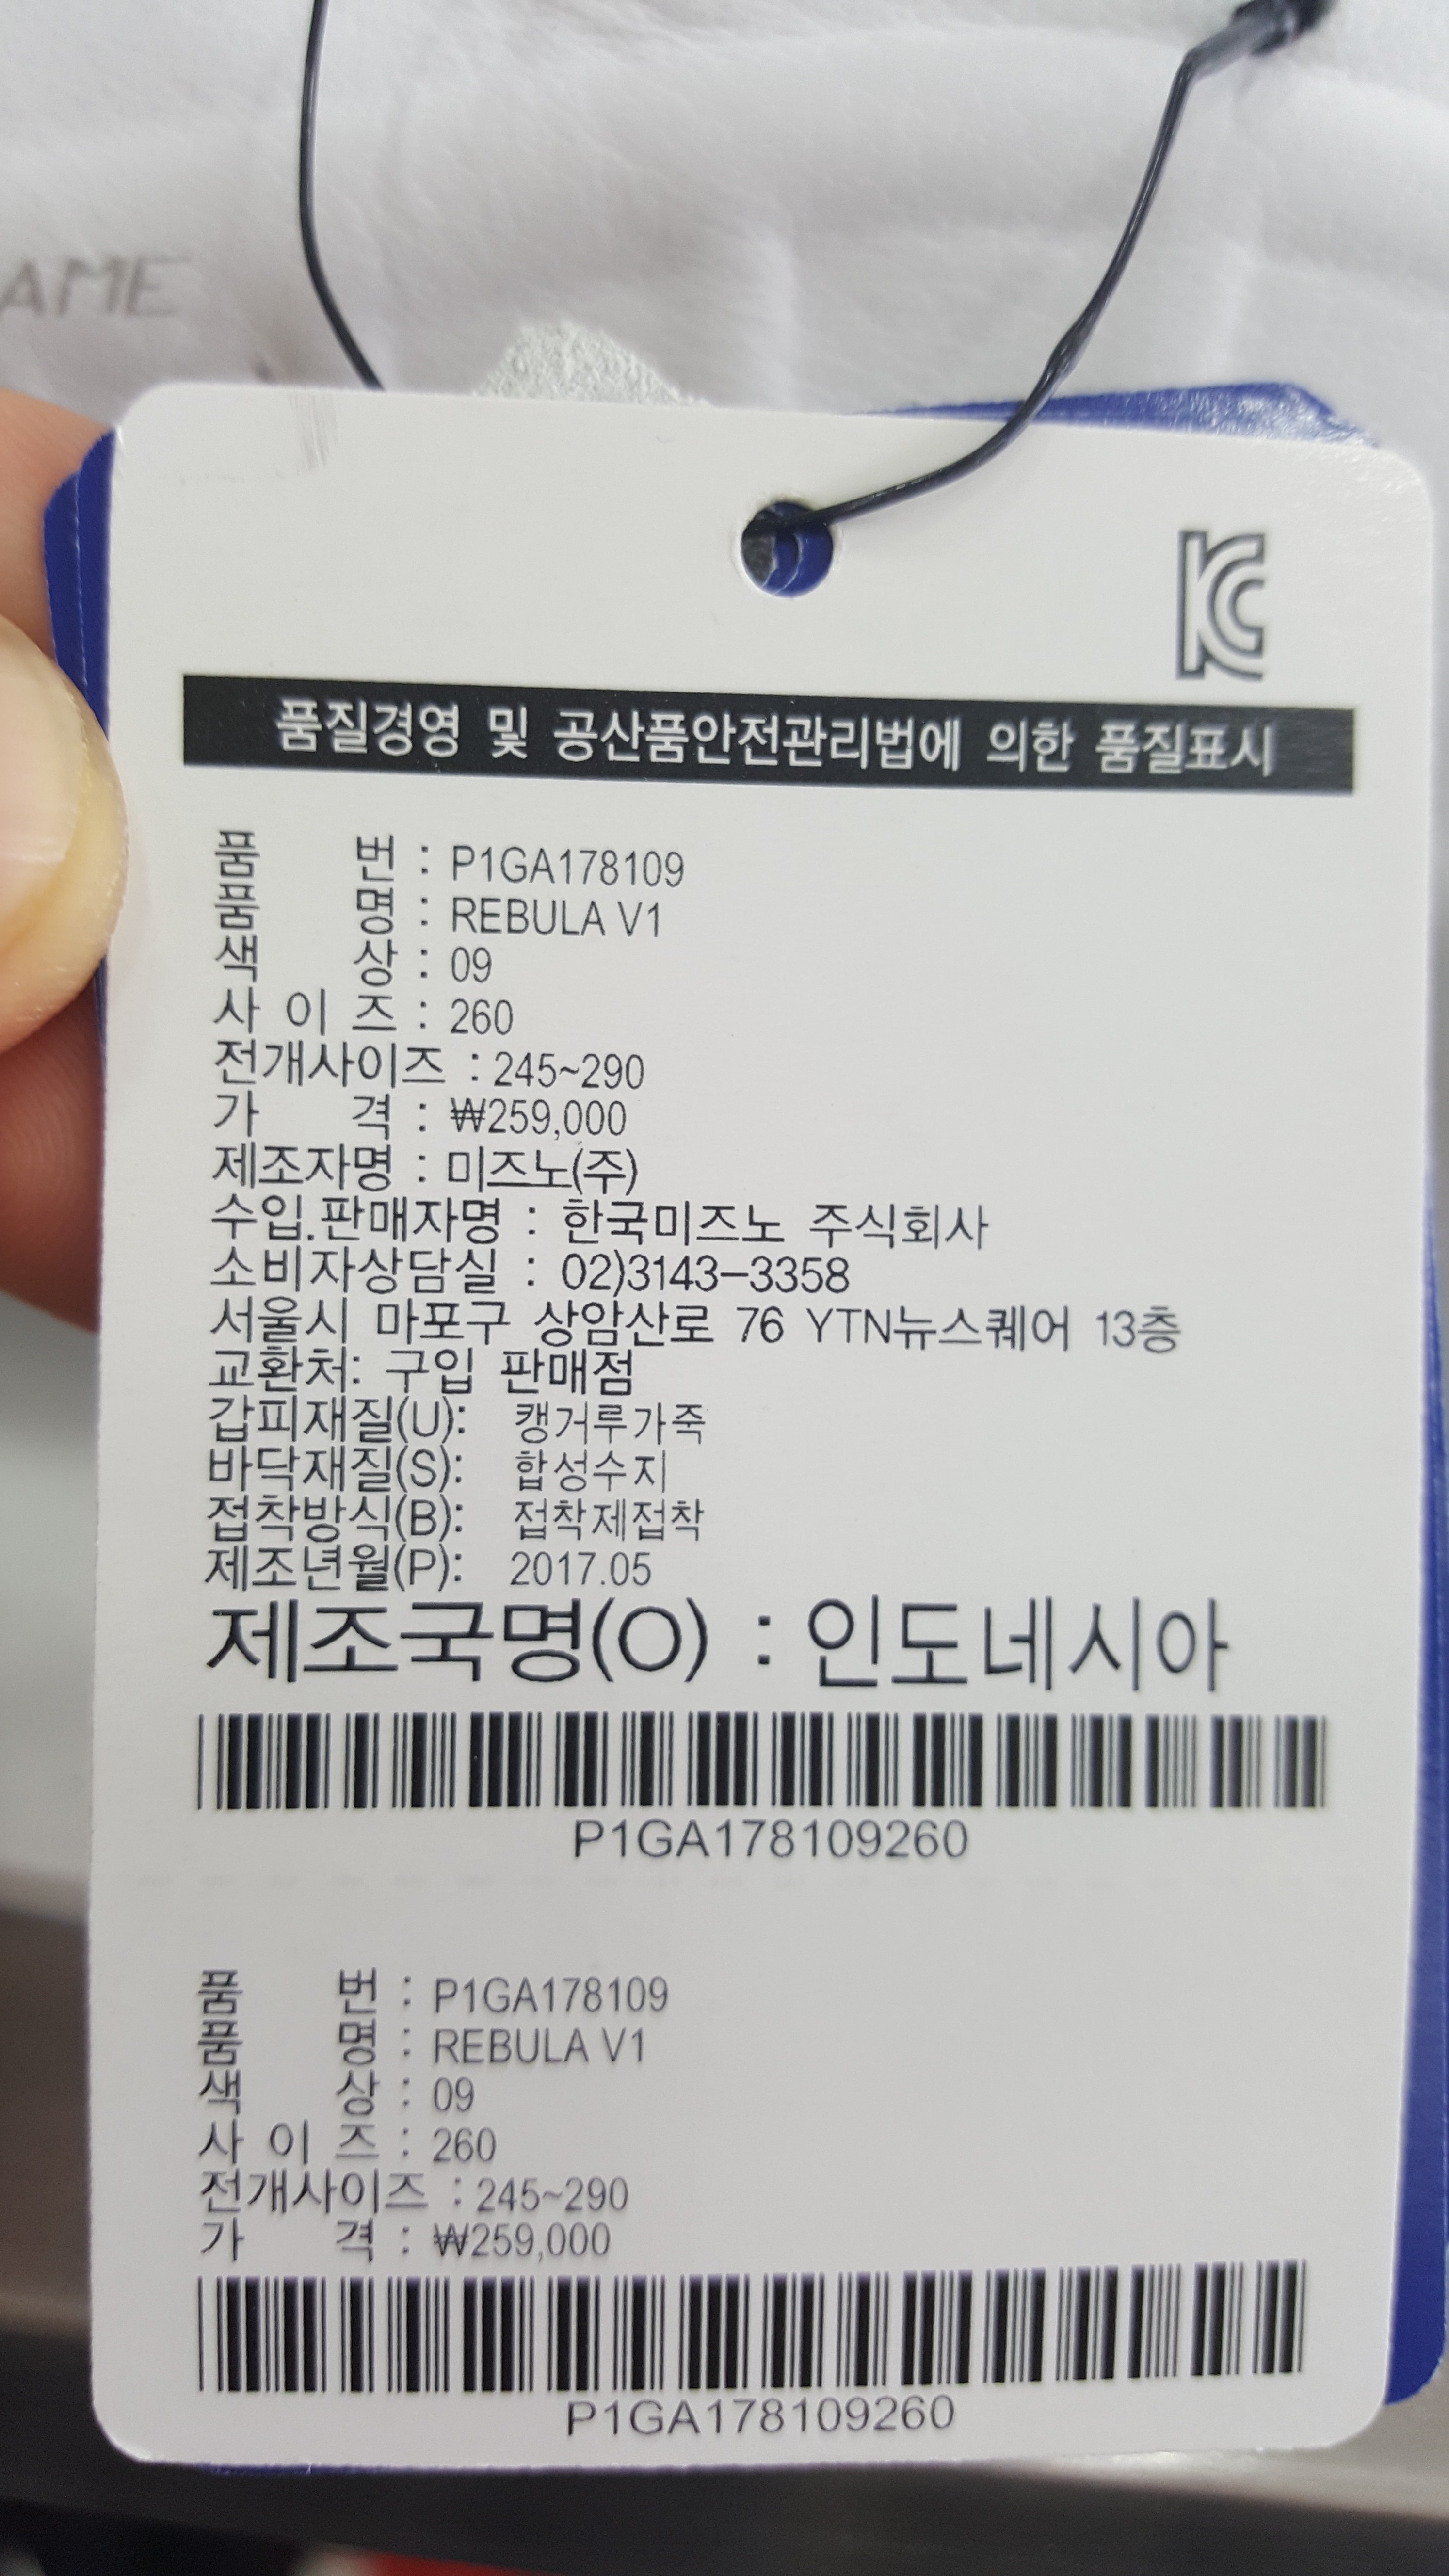 AME
KC
품질경영 및 공산품안전관리법에 의한 품질표시
품 번 : P1GA178109
품 명 : REBULA V1
색 상 : 09
사 이 즈 : 260
전개사이즈 : 245~290
가 격 : ₩259,000
제조자명 : 미즈노(주)
수입.판매자명 : 한국미즈노 주식회사
소비자상담실 : 02)3143-3358
서울시 마포구 상암산로 76 YTN뉴스퀘어 13층
교환처: 구입 판매점
갑피재질(U): 캥거루가죽
바닥재질(S): 합성수지
접착방식(B): 접착제접착
제조년월(P): 2017.05
제조국명(O) : 인도네시아
P1GA178109260
품 번 : P1GA178109
품 명 : REBULA V1
색 상 : 09
사 이 즈 : 260
전개사이즈 : 245~290
가 격 : ₩259,000
P1GA178109260